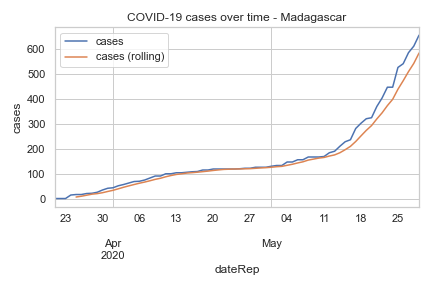 COVID-19 cases over time - Madagascar
cases
cases (rolling)
600
500
400
300
200
100
0
cases
23 30 06 13 20 27 04 11 18 25
Apr May
2020
dateRep